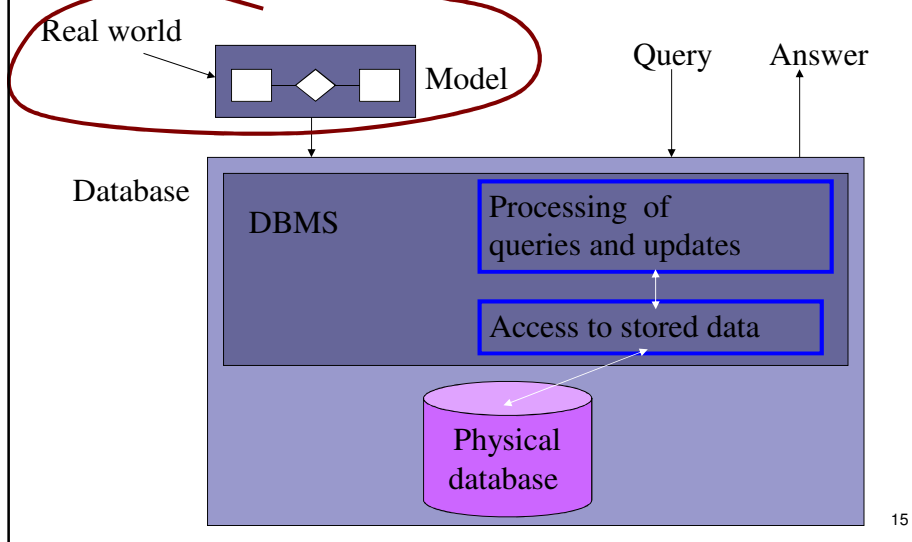 Real world
Model
Query
Answer
Database
DBMS
Processing of
queries and updates
Access to stored data
Physical
database
15